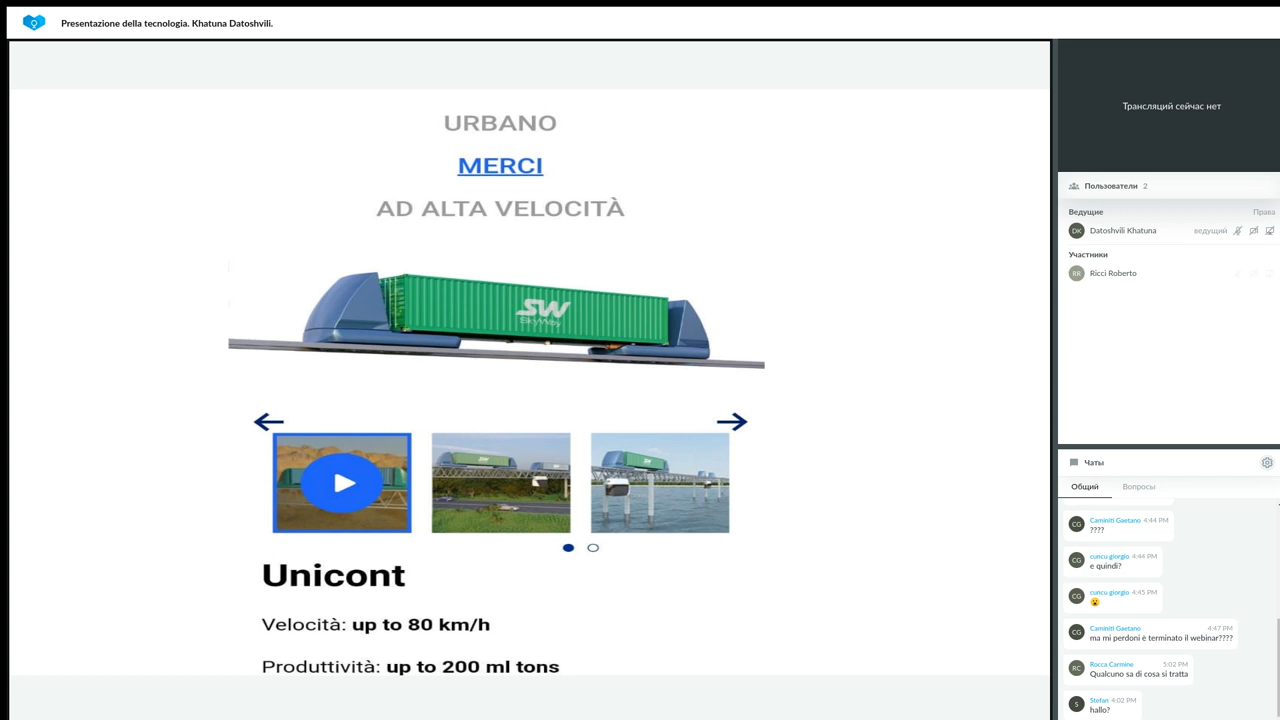 Presentazione della tecnologia. Khatuna Datoshvili.
URBANO
MERCI
AD ALTA VELOCITÀ
SW
SkyWay
Unicont
Velocità: up to 80 km/h
Produttività: up to 200 ml tons
Трансляций сейчас нет
Пользователи 2
Ведущие Права
DK Datoshvili Khatuna ведущий
Участники
RR Ricci Roberto
Чаты
Общий Вопросы
CG Caminiti Gaetano 4:44 PM
????
CG cuncu giorgio 4:44 PM
e quindi?
CG cuncu giorgio 4:45 PM
😮
CG Caminiti Gaetano 4:47 PM
ma mi perdoni è terminato il webinar????
RC Rocca Carmine 5:02 PM
Qualcuno sa di cosa si tratta
S Stefan 4:02 PM
hallo?